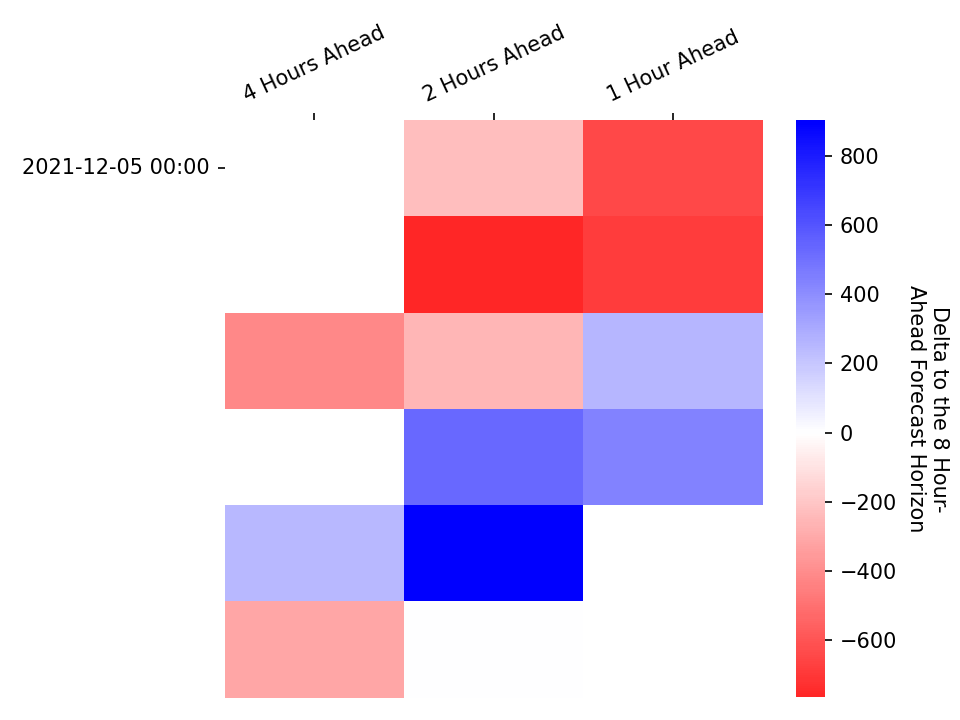 4 Hours Ahead
2 Hours Ahead
1 Hour Ahead
2021-12-05 00:00
800
600
400
200
0
−200
−400
−600
Delta to the 8 Hour-
Ahead Forecast Horizon